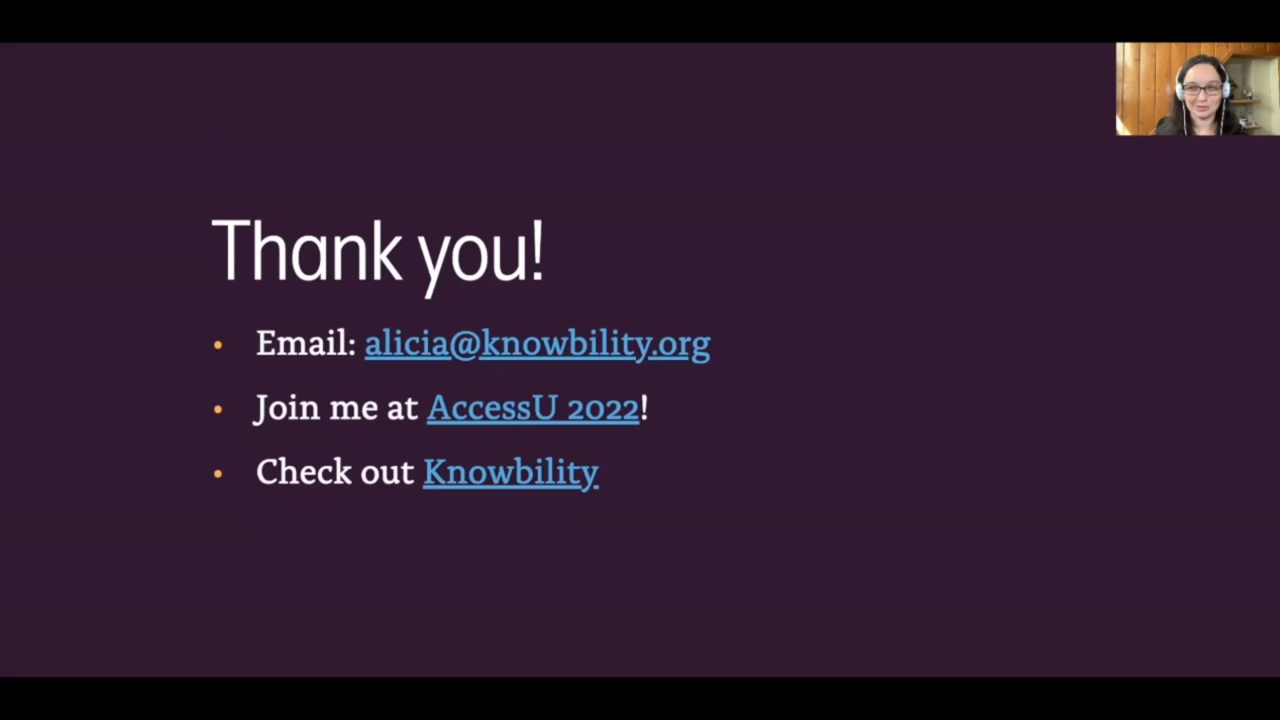 Thank you!
• Email: alicia@knowbility.org
• Join me at AccessU 2022!
• Check out Knowbility